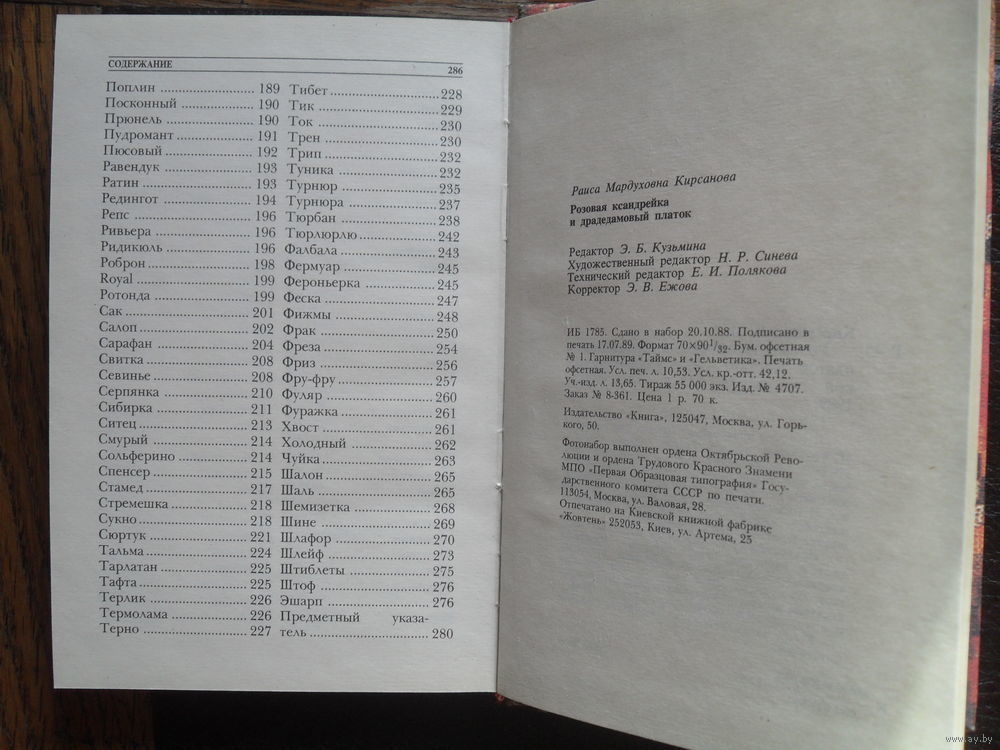 СОДЕРЖАНИЕ 286
Поплин 189
Посконный 190
Прюнель 190
Пудромант 191
Пюсовый 192
Равендук 193
Ратин 193
Редингот 194
Репс 196
Ривьера 196
Ридикюль 196
Роброн 198
Royal 199
Ротонда 199
Сак 201
Салоп 202
Сарафан 204
Свитка 208
Севинье 208
Серпянка 210
Сибирка 211
Ситец 213
Смурый 214
Сольферино 214
Спенсер 215
Стамед 217
Стремешка 218
Сукно 218
Сюртук 221
Тальма 224
Тарлатан 225
Тафта 225
Терлик 226
Термолама 226
Терно 227
Тибет 228
Тик 229
Ток 230
Трен 230
Трип 232
Туника 232
Турнюр 235
Турнюра 237
Тюрбан 238
Тюрлюрлю 242
Фалбала 243
Фермуар 245
Фероньерка 245
Феска 247
Фижмы 248
Фрак 250
Фреза 254
Фриз 256
Фру-фру 257
Фуляр 260
Фуражка 261
Хвост 261
Холодный 262
Чуйка 263
Шалон 265
Шаль 265
Шемизетка 268
Шине 269
Шлафор 270
Шлейф 273
Штиблеты 275
Штоф 276
Эшарп 276
Предметный указа-
тель 280
Раиса Мардуховна Кирсанова
Розовая ксандрейка
и драдедамовый платок
Редактор Э. Б. Кузьмина
Художественный редактор Н. Р. Синева
Технический редактор Е. И. Полякова
Корректор Э. В. Ежова
ИБ 1785. Сдано в набор 20.10.88. Подписано в
печать 17.07.89. Формат 70×90 1/32. Бум. офсетная
№ 1. Гарнитура «Таймс» и «Гельветика». Печать
офсетная. Усл. печ. л. 10,53. Усл. кр.-отт. 42,12.
Уч.-изд. л. 13,65. Тираж 55 000 экз. Изд. № 4707.
Заказ № 8-361. Цена 1 р. 70 к.
Издательство «Книга», 125047, Москва, ул. Горь-
кого, 50.
Фотонабор выполнен ордена Октябрьской Рево-
люции и ордена Трудового Красного Знамени
МПО «Первая Образцовая типография» Госу-
дарственного комитета СССР по печати.
113054, Москва, ул. Валовая, 28.
Отпечатано на Киевской книжной фабрике
«Жовтень» 252053, Киев, ул. Артема, 25
www.ay.by